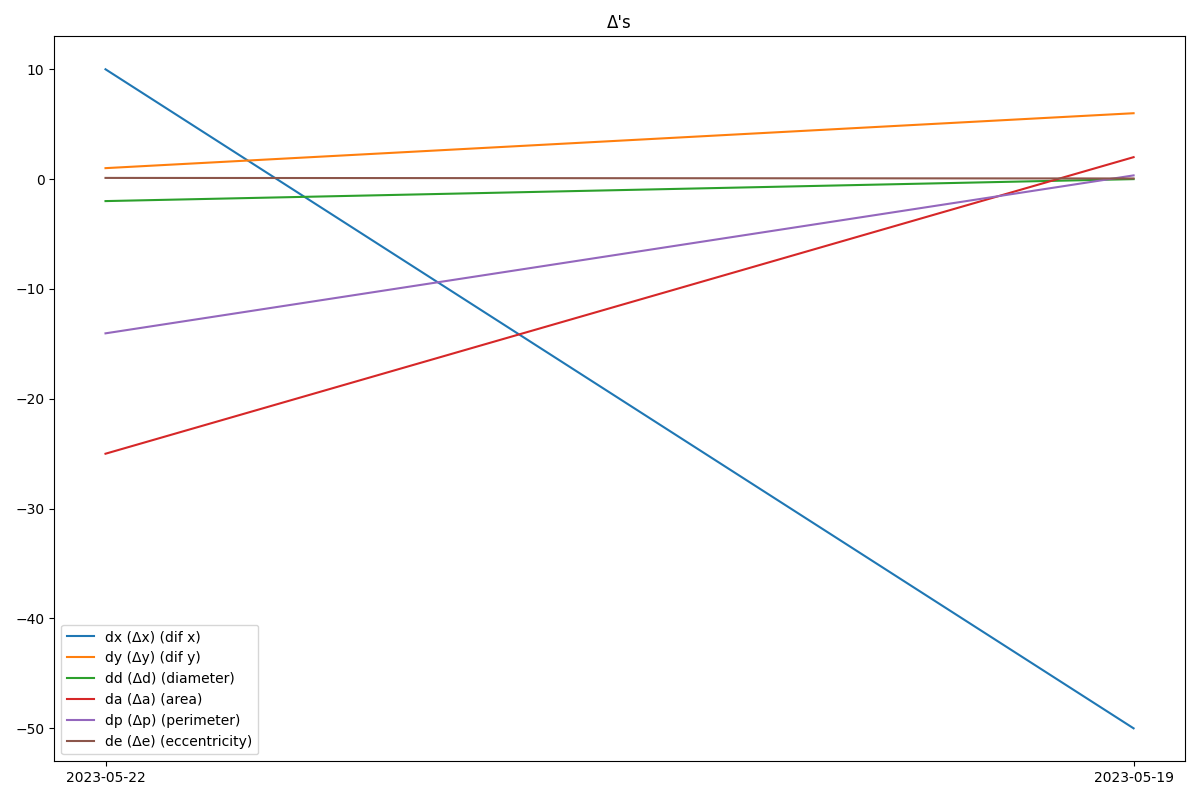 Δ's
10
0
−10
−20
−30
−40
−50
dx (Δx) (dif x)
dy (Δy) (dif y)
dd (Δd) (diameter)
da (Δa) (area)
dp (Δp) (perimeter)
de (Δe) (eccentricity)
2023-05-22 2023-05-19